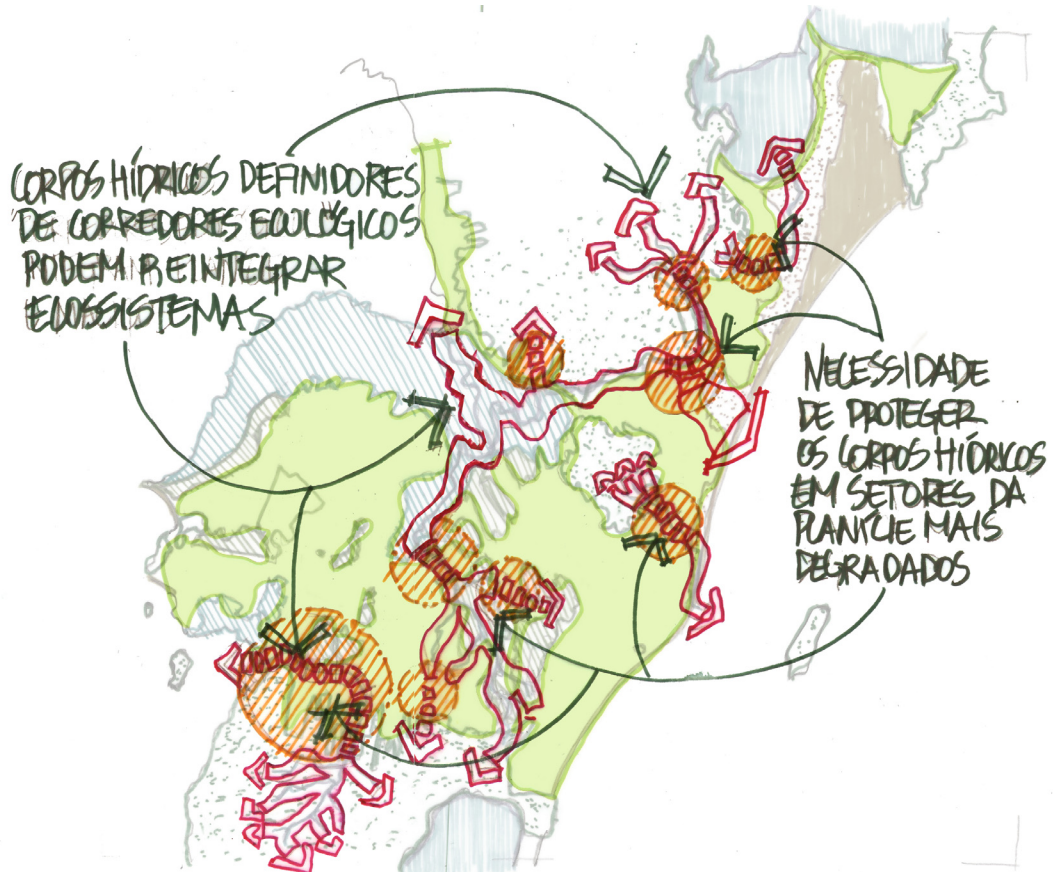 CORPOS HÍDRICOS DEFINIDORES
DE CORREDORES ECOLÓGICOS
PODEM REINTEGRAR
ECOSSISTEMAS
NECESSIDADE
DE PROTEGER
OS CORPOS HÍDRICOS
EM SETORES DA
PLANÍCIE MAIS
DEGRADADOS